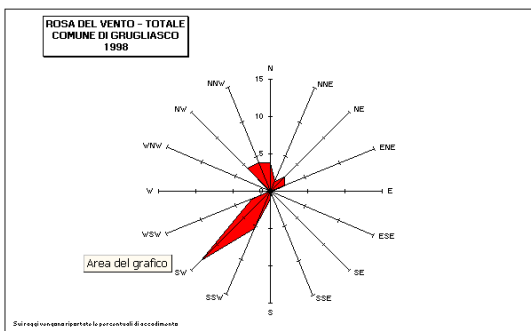 ROSA DEL VENTO - TOTALE
COMUNE DI GRUGLIASCO
1998
N
15
NNW
NNE
NW
10
NE
WNW
5
ENE
W
0
E
WSW
ESE
Area del grafico
SW
SE
SSW
SSE
S
Sui raggi vengono riportate le percentuali di accadimento